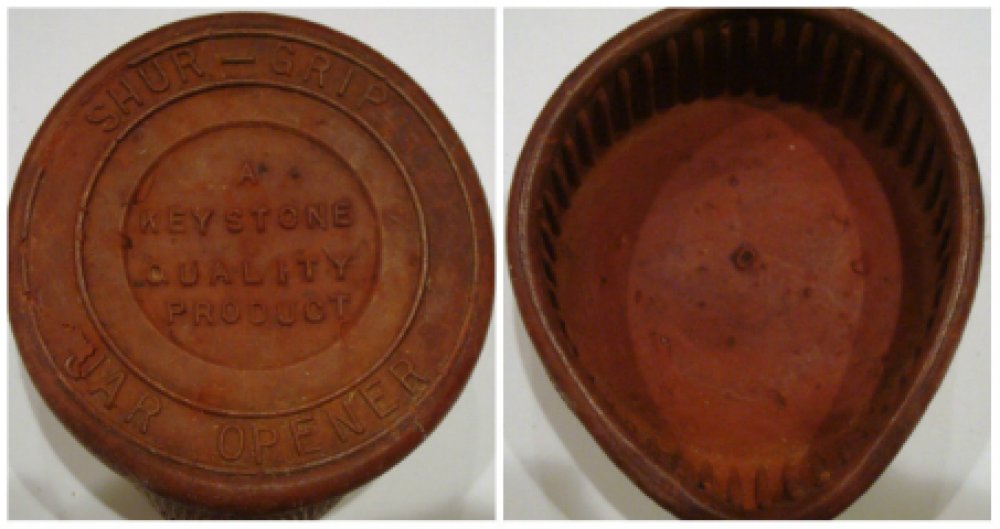 SHUR-GRIP
A
KEYSTONE
QUALITY
PRODUCT
JAR OPENER